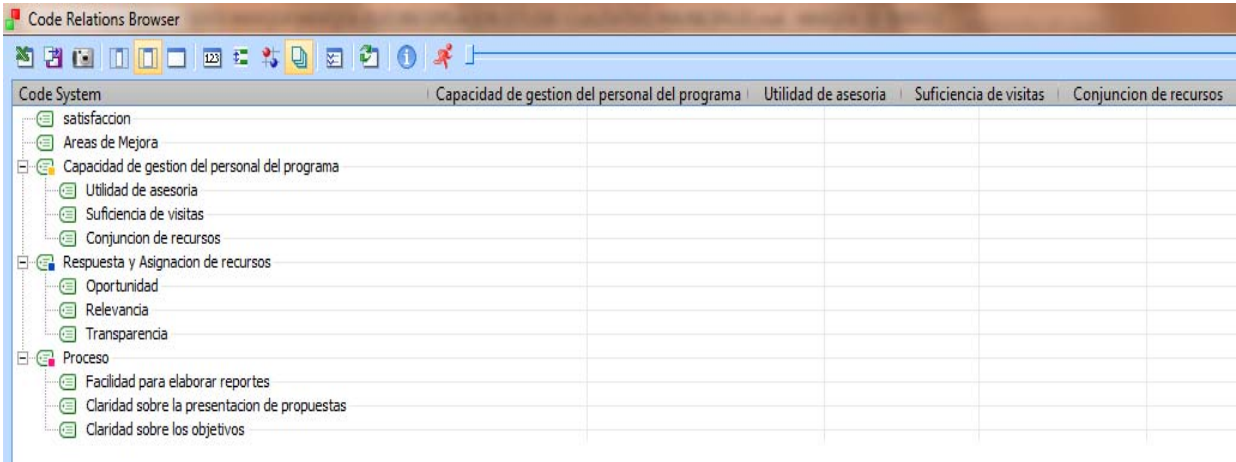 Code Relations Browser
123
Code System Capacidad de gestion del personal del programa Utilidad de asesoria Suficiencia de visitas Conjuncion de recursos
satisfaccion
Areas de Mejora
Capacidad de gestion del personal del programa
Utilidad de asesoria
Suficiencia de visitas
Conjuncion de recursos
Respuesta y Asignacion de recursos
Oportunidad
Relevancia
Transparencia
Proceso
Facilidad para elaborar reportes
Claridad sobre la presentacion de propuestas
Claridad sobre los objetivos